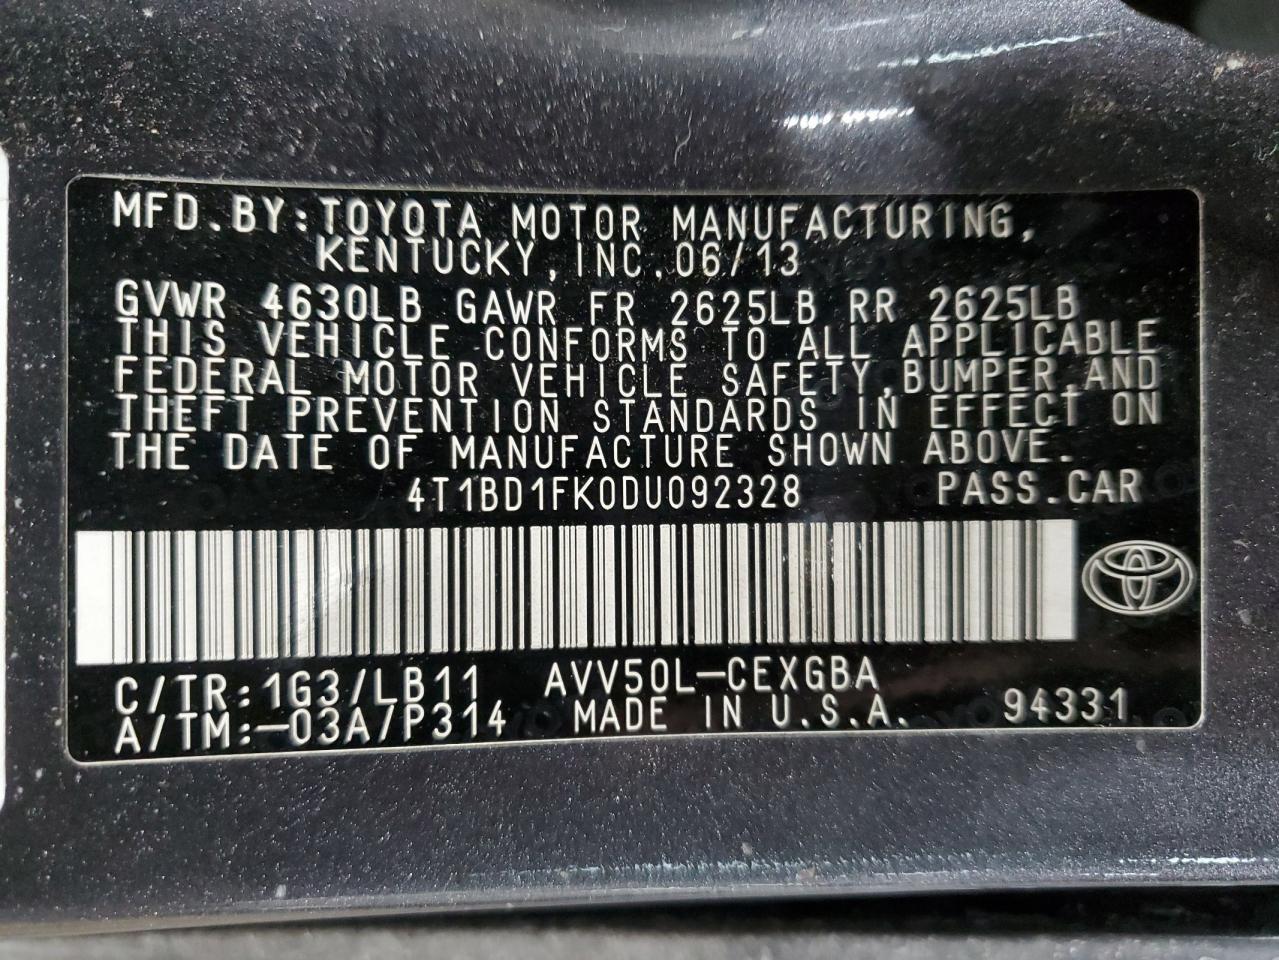 MFD.BY:TOYOTA MOTOR MANUFACTURING,
KENTUCKY,INC.06/13
GVWR 4630LB GAWR FR 2625LB RR 2625LB
THIS VEHICLE CONFORMS TO ALL APPLICABLE
FEDERAL MOTOR VEHICLE SAFETY,BUMPER,AND
THEFT PREVENTION STANDARDS IN EFFECT ON
THE DATE OF MANUFACTURE SHOWN ABOVE.
4T1BD1FK0DU092328 PASS.CAR
C/TR:1G3/LB11 AVV50L-CEXGBA
A/TM:-03A/P314 MADE IN U.S.A. 94331